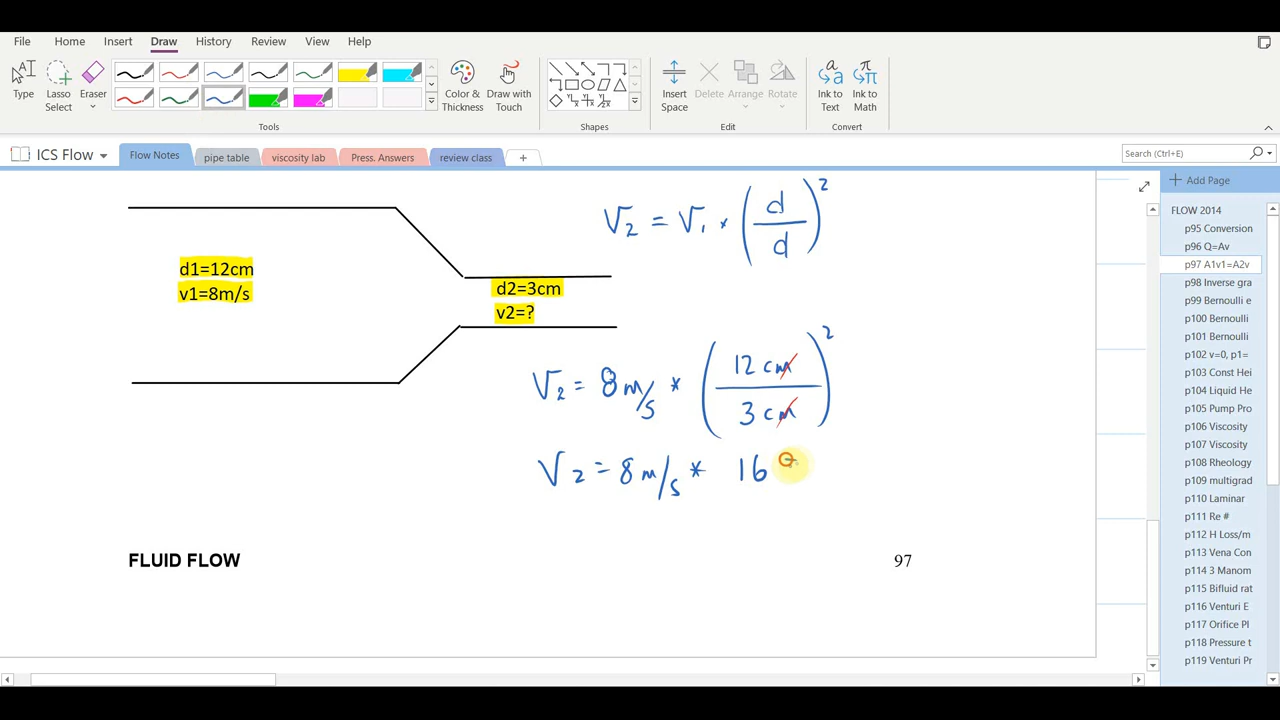 File Home Insert Draw History Review View Help
Type
Lasso Select
Eraser
Color & Thickness
Draw with Touch
Insert Space
Delete
Arrange
Rotate
Ink to Text
Ink to Math
Tools
Shapes
Edit
Convert
ICS Flow
Flow Notes
pipe table
viscosity lab
Press. Answers
review class
Search (Ctrl+E)
V2 = V1 * (d/d)²
d1=12cm
v1=8m/s
d2=3cm
v2=?
V2 = 8 m/s * (12 cm / 3 cm)²
V2 = 8 m/s * 16
FLUID FLOW
97
Add Page
FLOW 2014
p95 Conversion
p96 Q=Av
p97 A1v1=A2v
p98 Inverse gra
p99 Bernoulli e
p100 Bernoulli
p101 Bernoulli
p102 v=0, p1=
p103 Const Hei
p104 Liquid He
p105 Pump Pro
p106 Viscosity
p107 Viscosity
p108 Rheology
p109 multigrad
p110 Laminar
p111 Re #
p112 H Loss/m
p113 Vena Con
p114 3 Manom
p115 Bifluid rat
p116 Venturi E
p117 Orifice Pl
p118 Pressure t
p119 Venturi Pr